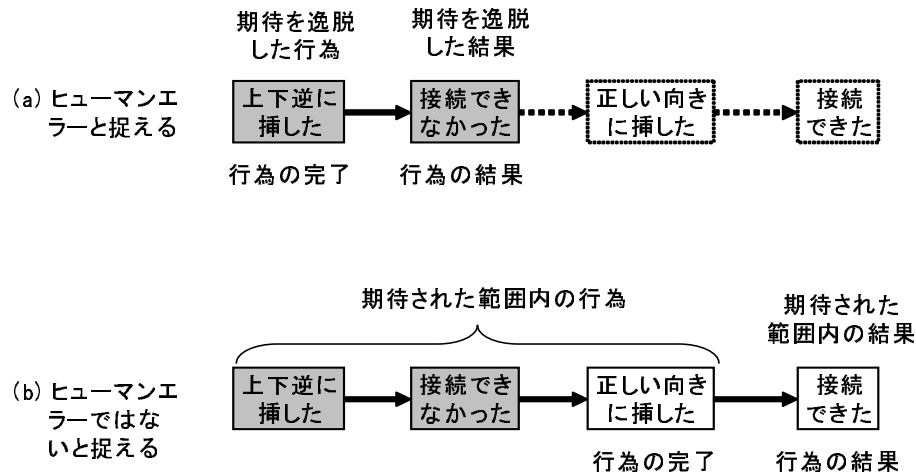 期待を逸脱
した行為
期待を逸脱
した結果
(a) ヒューマンエ
ラーと捉える
上下逆に
挿した
接続でき
なかった
正しい向き
に挿した
接続
できた
行為の完了
行為の結果
期待された範囲内の行為
期待された
範囲内の結果
(b) ヒューマンエ
ラーではな
いと捉える
上下逆に
挿した
接続でき
なかった
正しい向き
に挿した
接続
できた
行為の完了
行為の結果